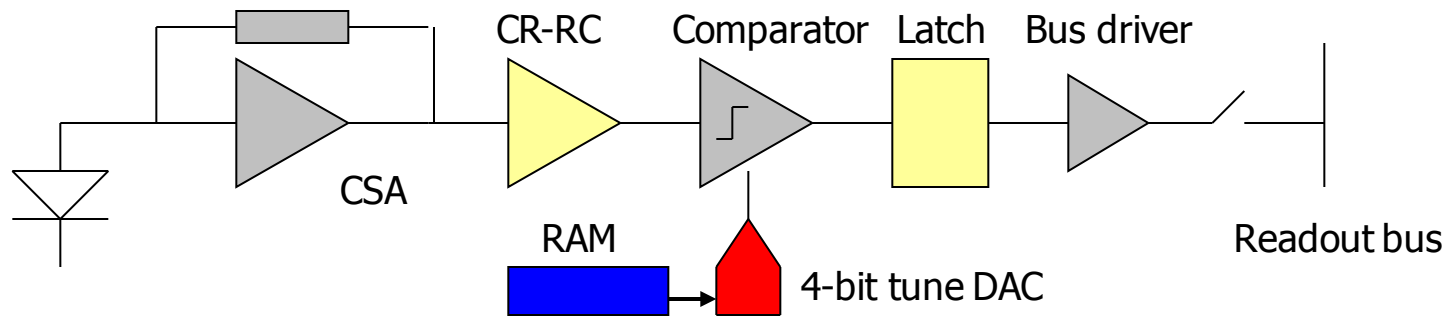 CR-RC
Comparator
Latch
Bus driver
CSA
RAM
Readout bus
4-bit tune DAC